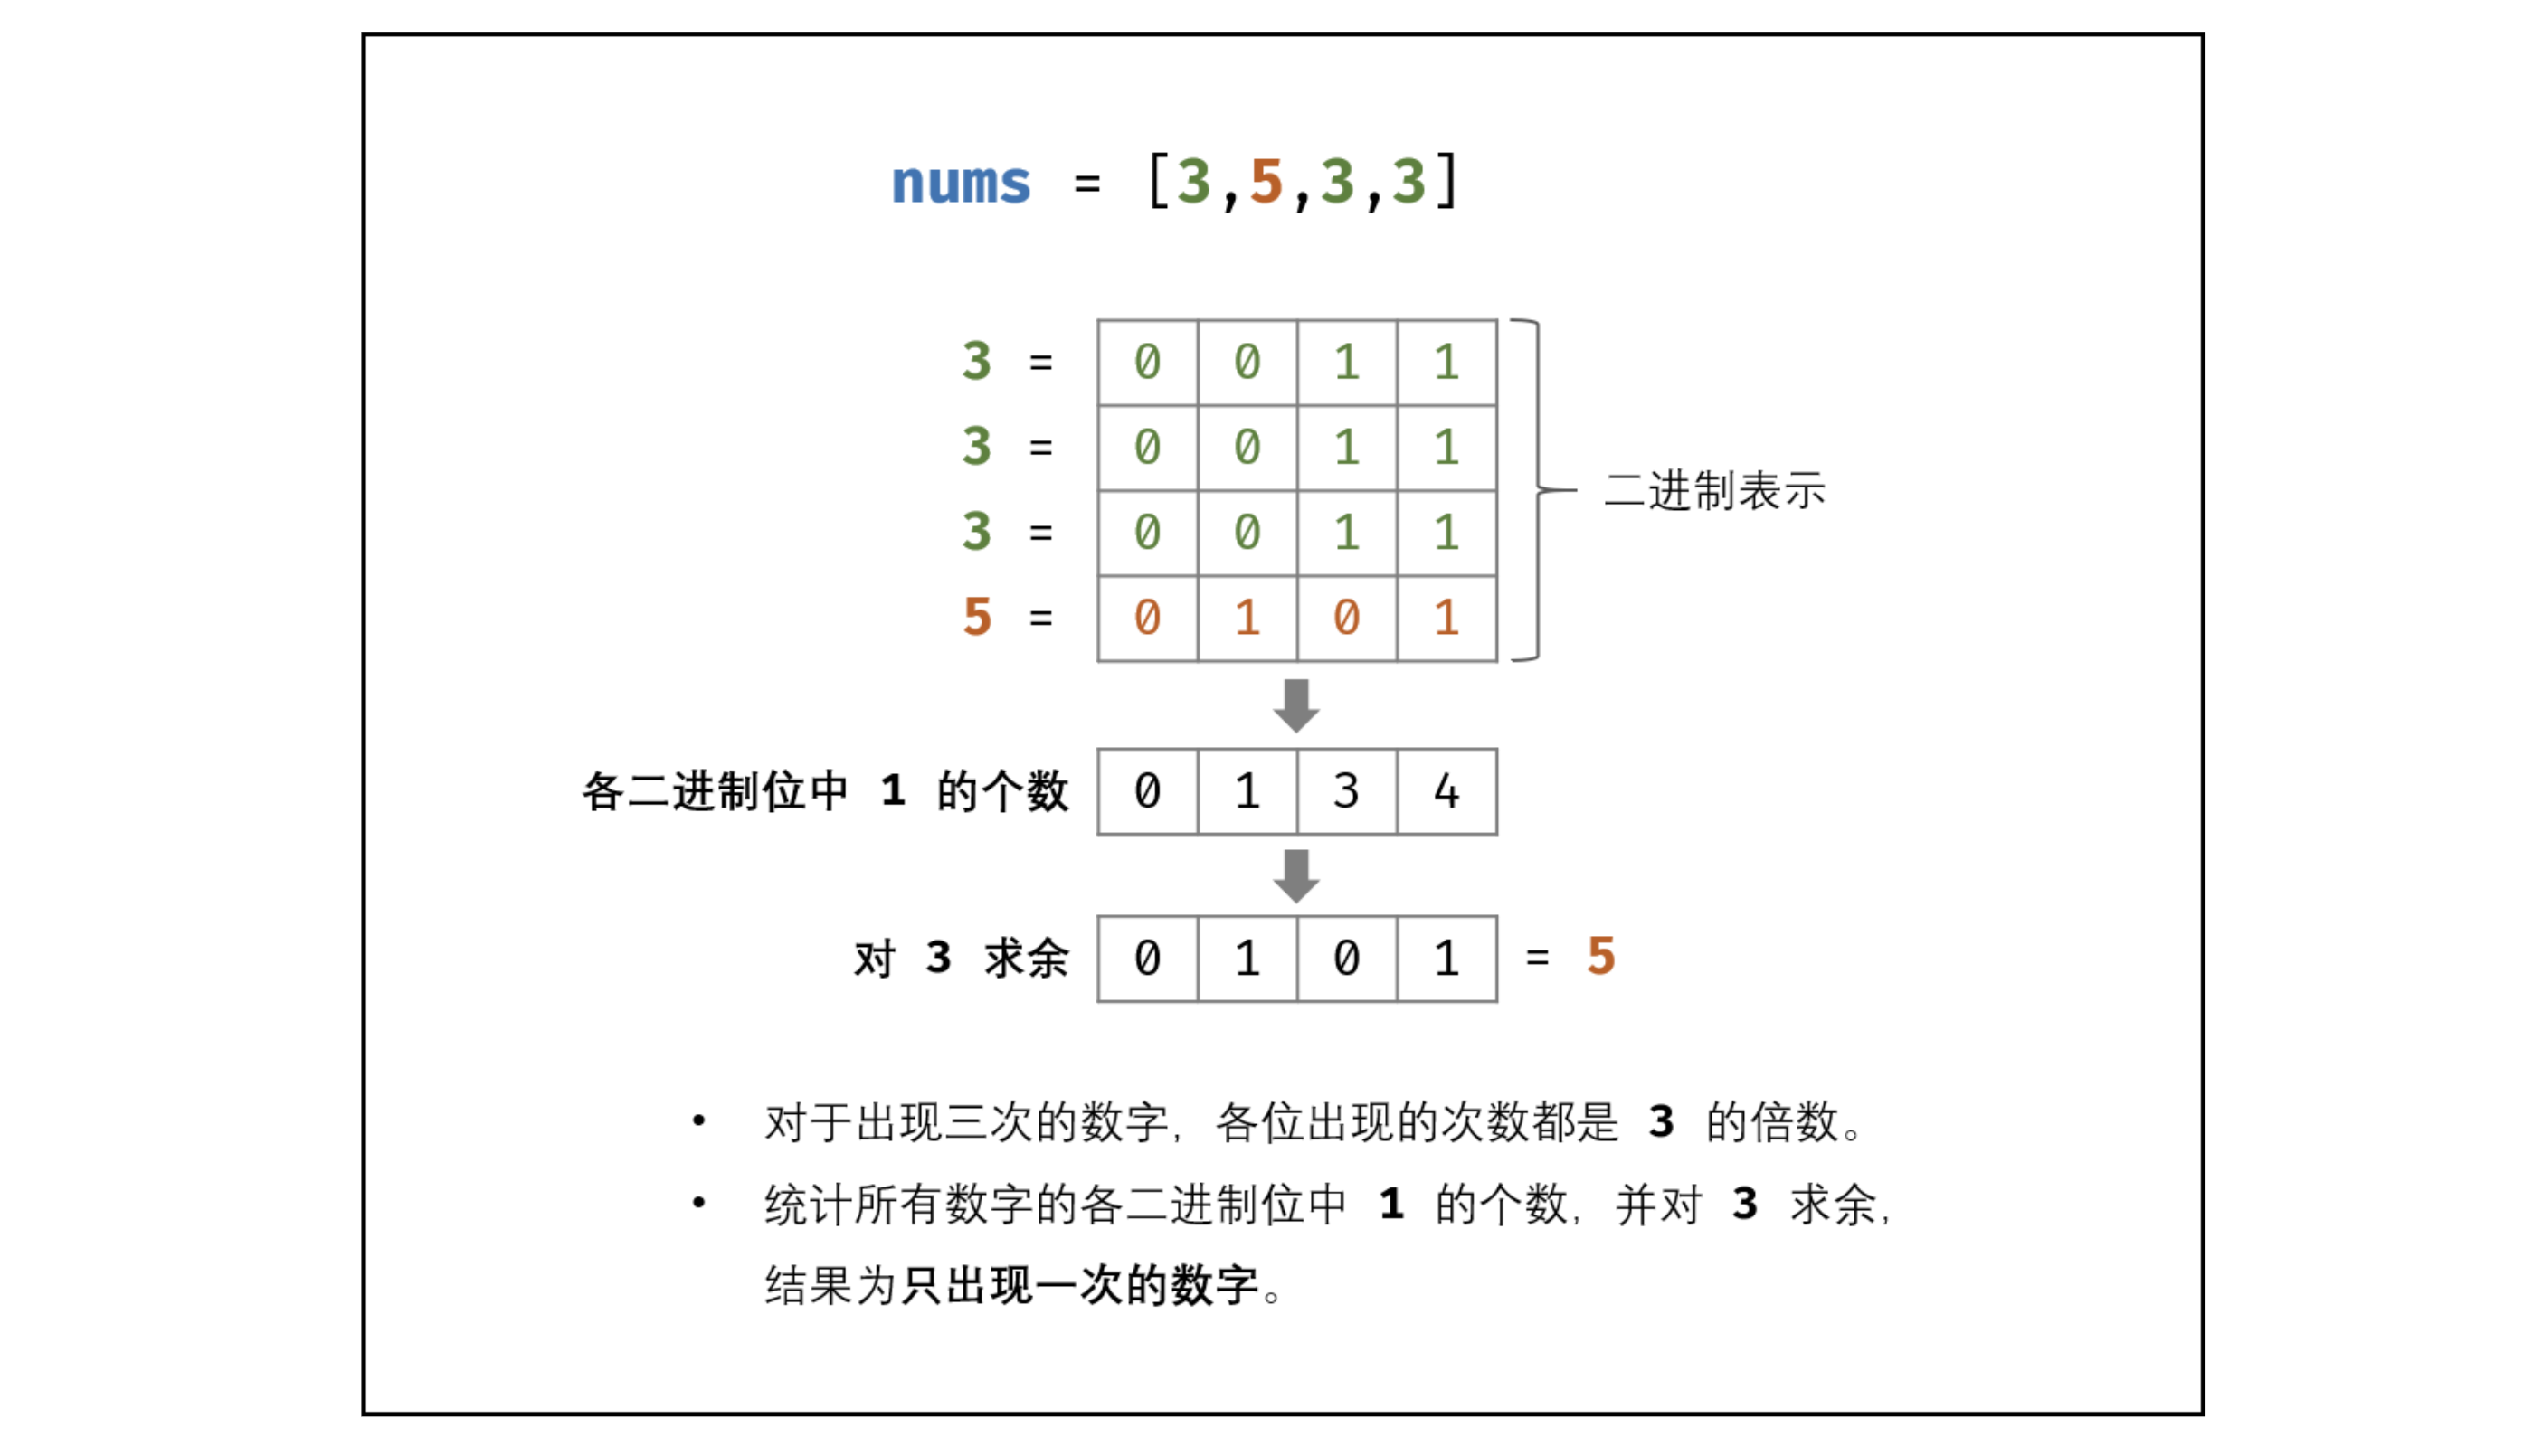 nums = [3,5,3,3]
3 = 0 0 1 1
3 = 0 0 1 1
二进制表示
3 = 0 0 1 1
5 = 0 1 0 1
各二进制位中 1 的个数 0 1 3 4
对 3 求余 0 1 0 1 = 5
• 对于出现三次的数字，各位出现的次数都是 3 的倍数。
• 统计所有数字的各二进制位中 1 的个数，并对 3 求余，
结果为只出现一次的数字。